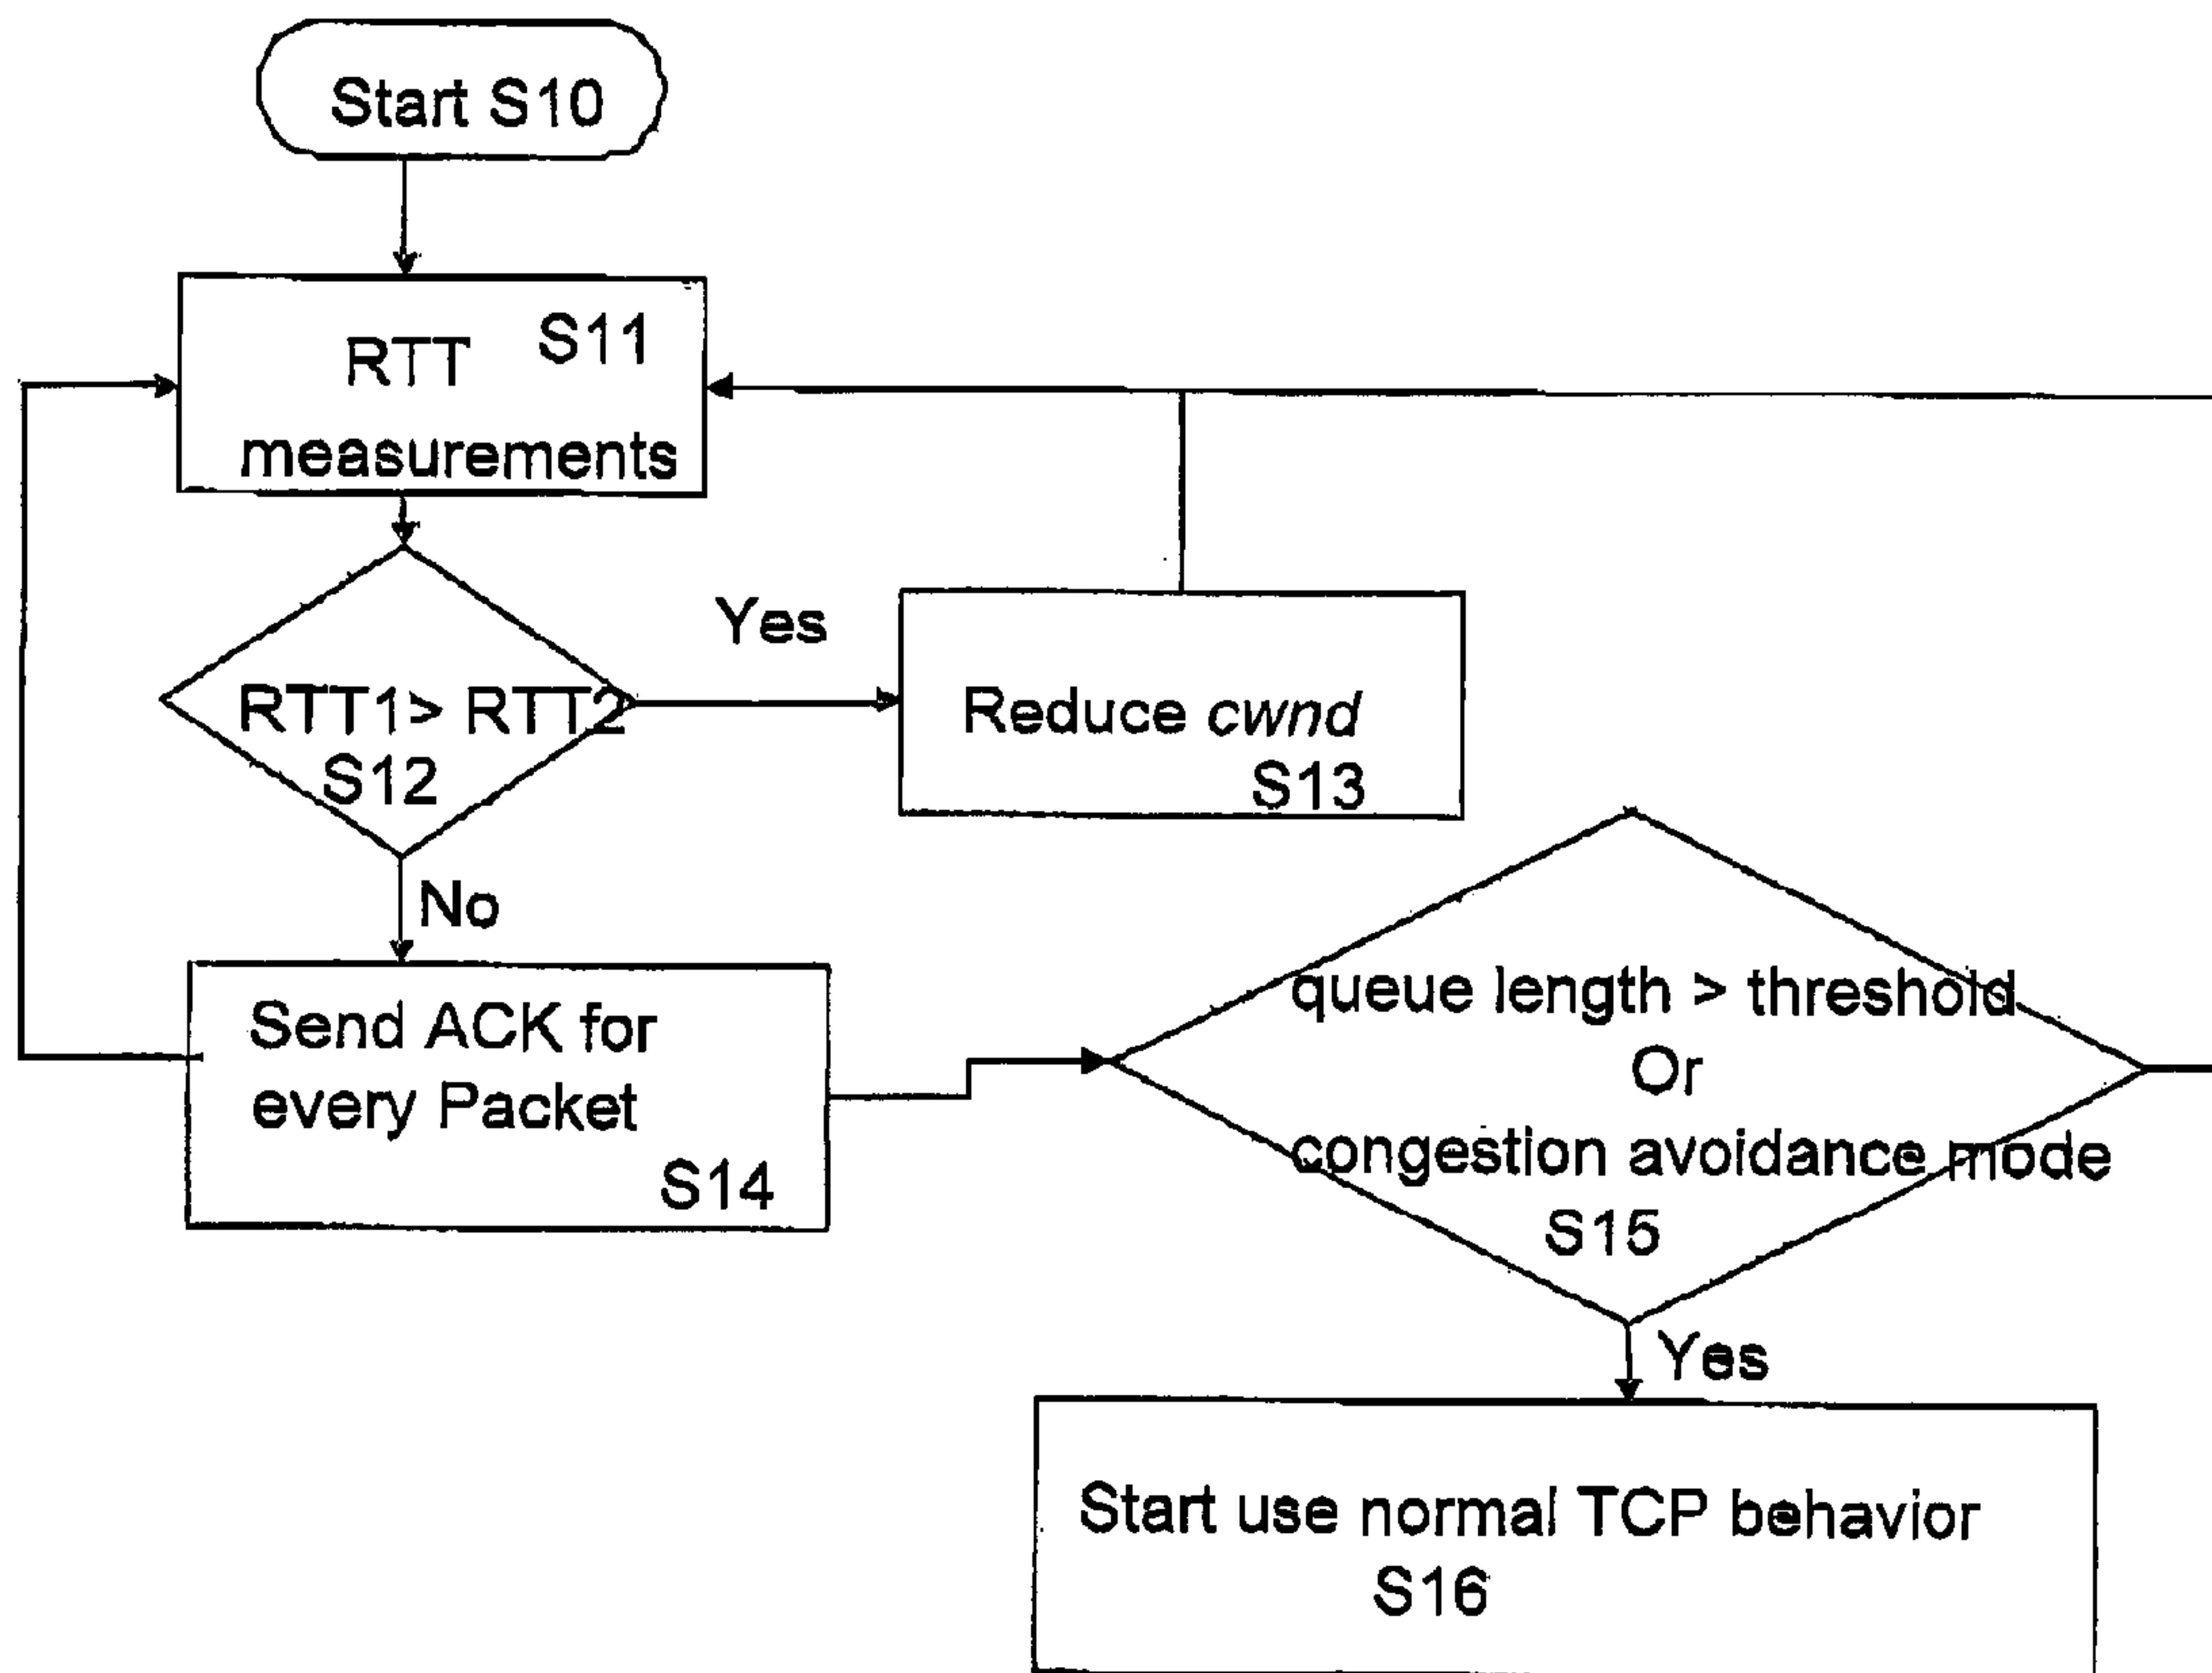 Start S10
S11
RTT
measurements
Yes
RTT1> RTT2
S12
Reduce cwnd
S13
No
Send ACK for
every Packet
S14
queue length > threshold
Or
congestion avoidance mode
S15
Yes
Start use normal TCP behavior
S16